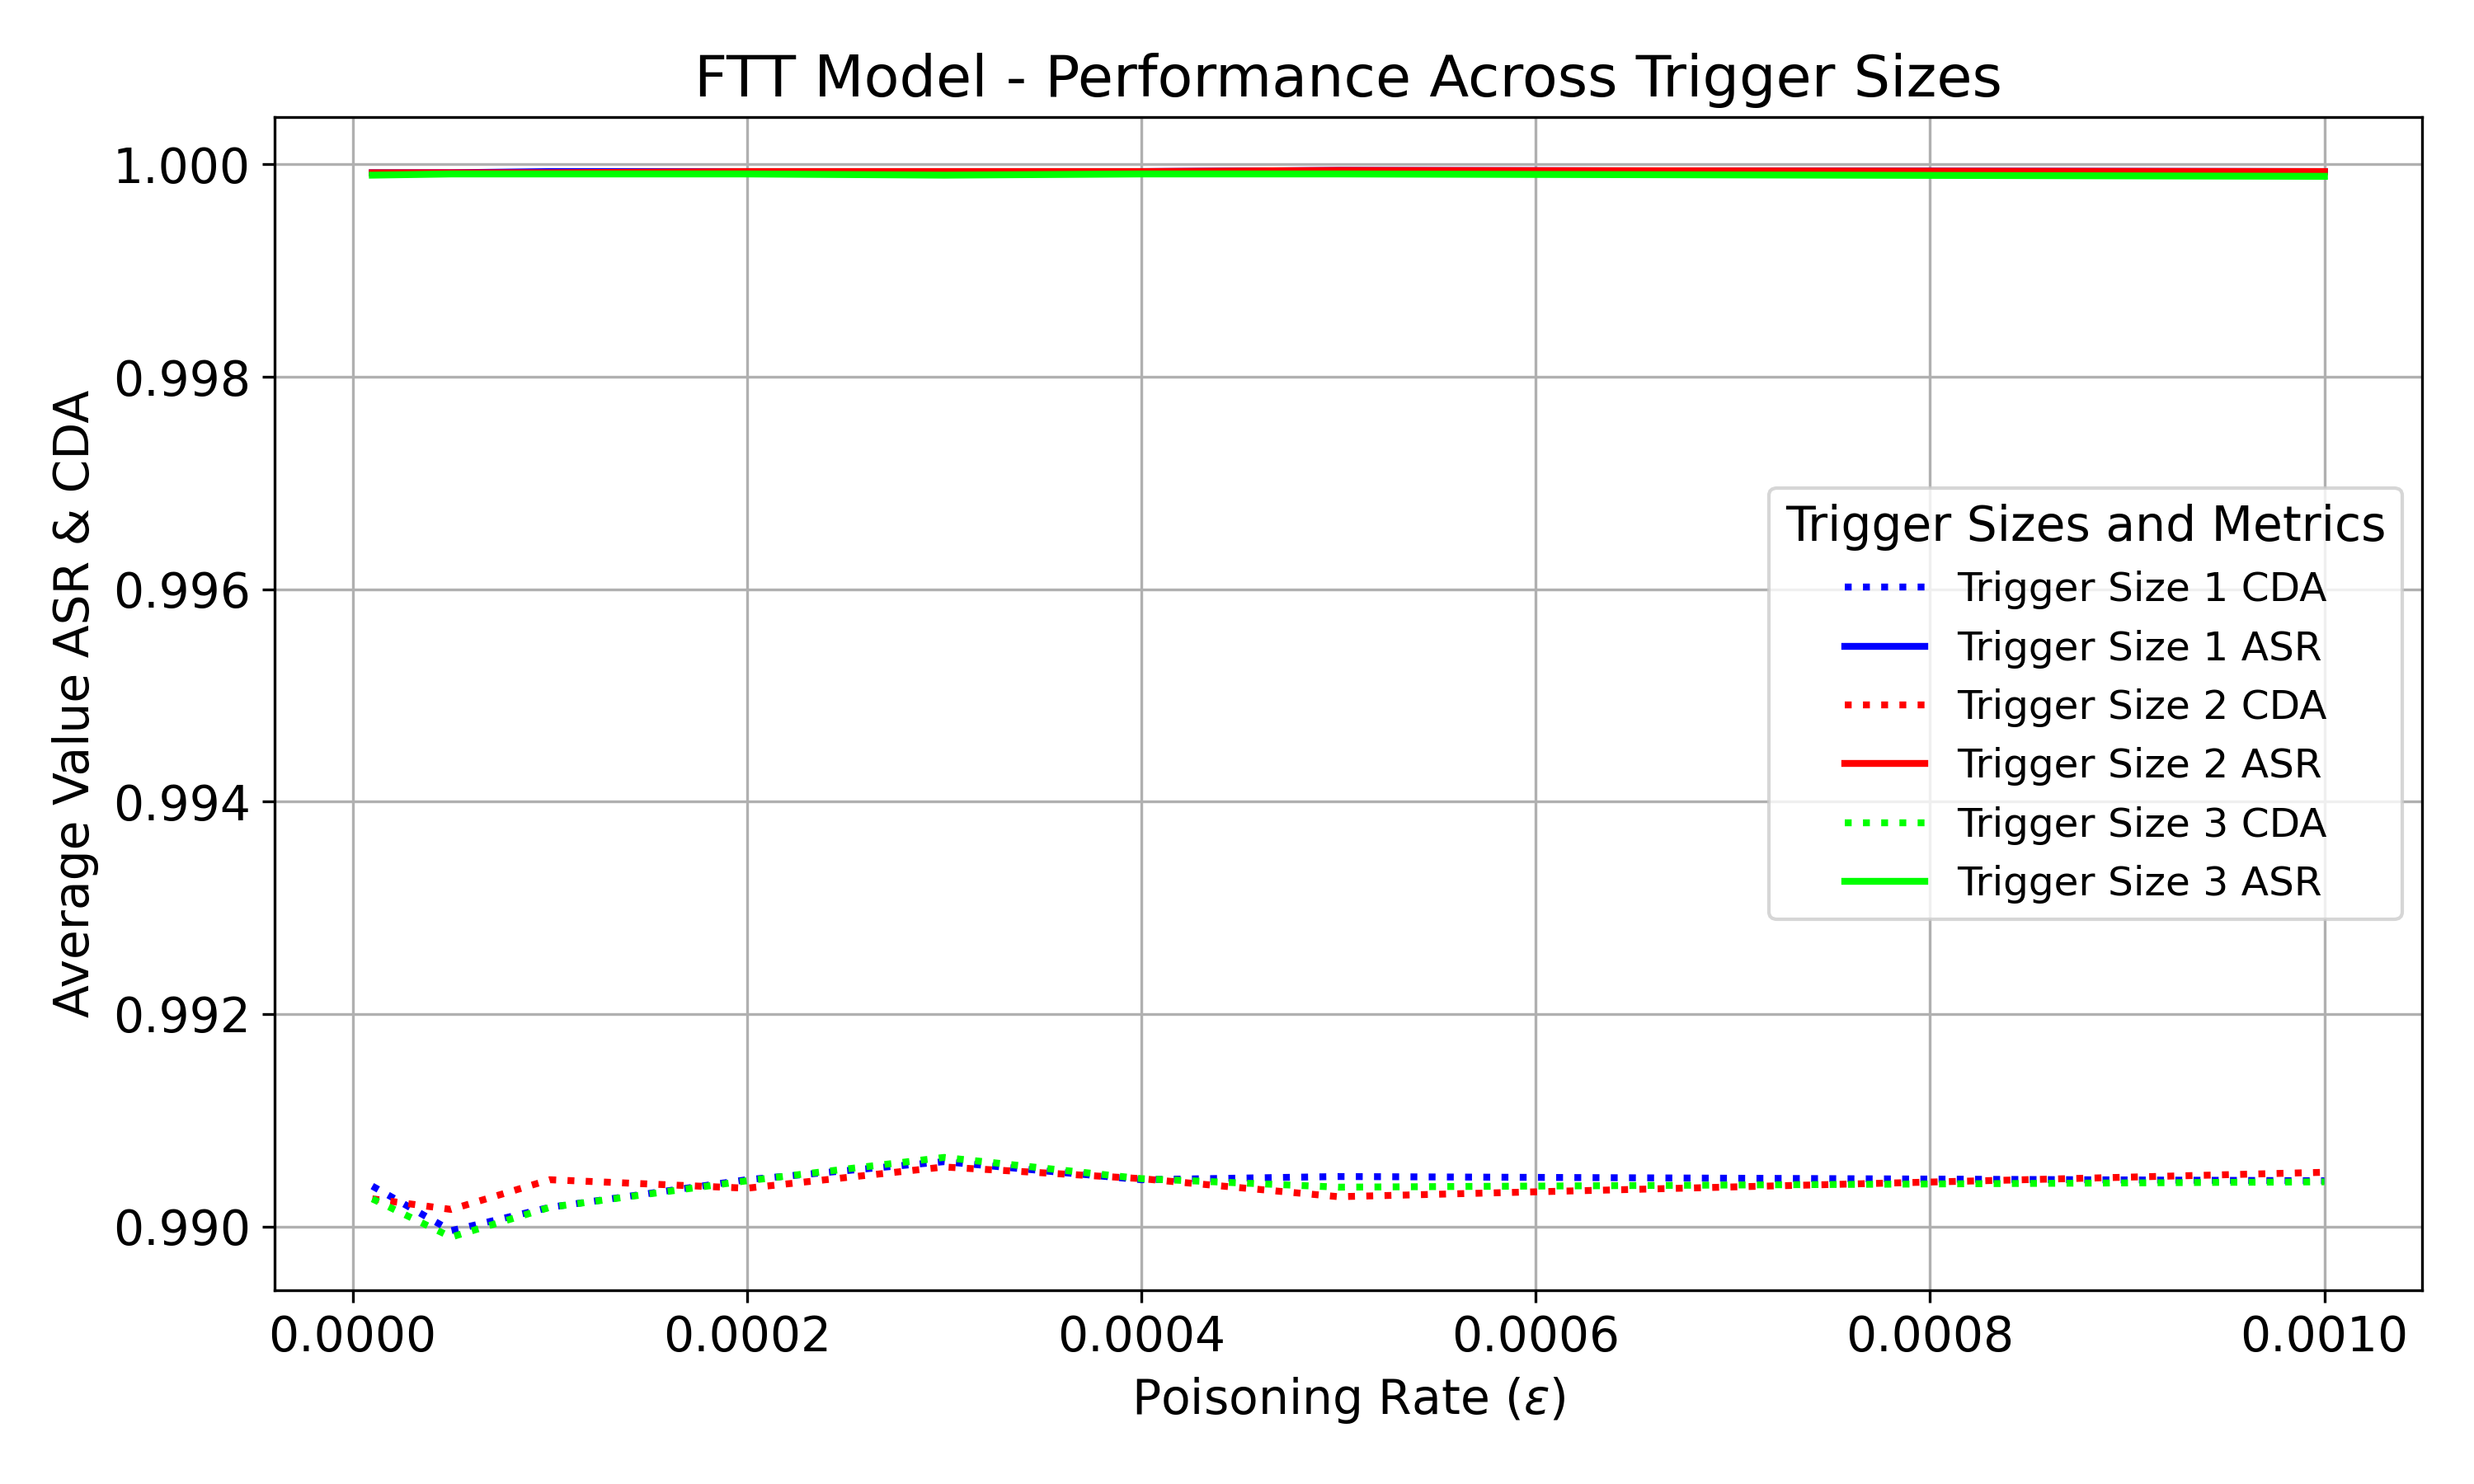 FTT Model - Performance Across Trigger Sizes
Average Value ASR & CDA
1.000
0.998
0.996
0.994
0.992
0.990
Trigger Sizes and Metrics
Trigger Size 1 CDA
Trigger Size 1 ASR
Trigger Size 2 CDA
Trigger Size 2 ASR
Trigger Size 3 CDA
Trigger Size 3 ASR
0.0000 0.0002 0.0004 0.0006 0.0008 0.0010
Poisoning Rate (ε)